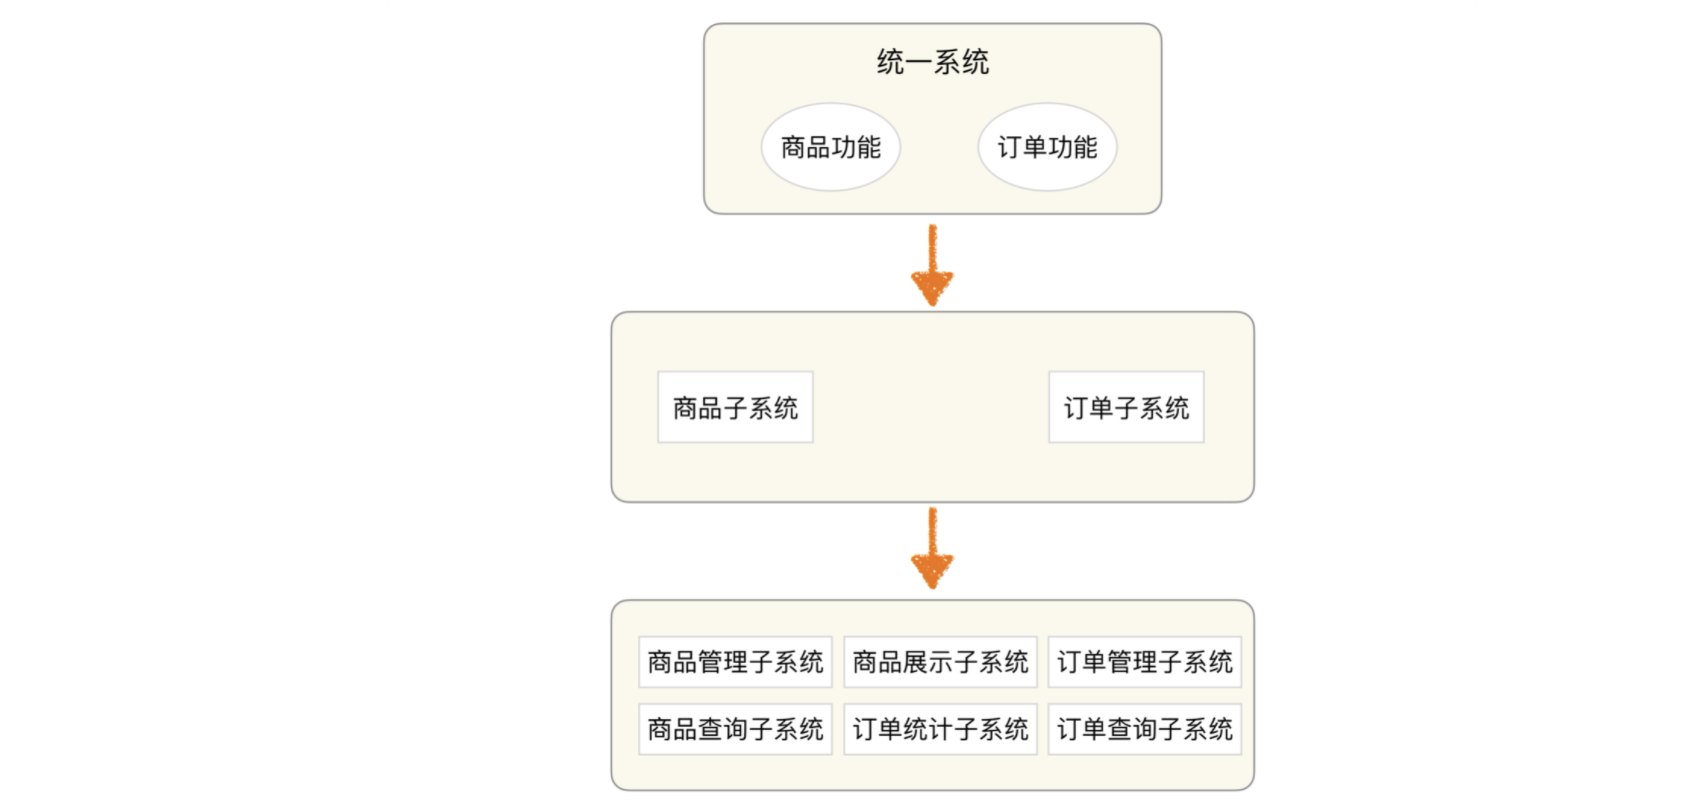 统一系统
商品功能 订单功能
商品子系统 订单子系统
商品管理子系统 商品展示子系统 订单管理子系统
商品查询子系统 订单统计子系统 订单查询子系统